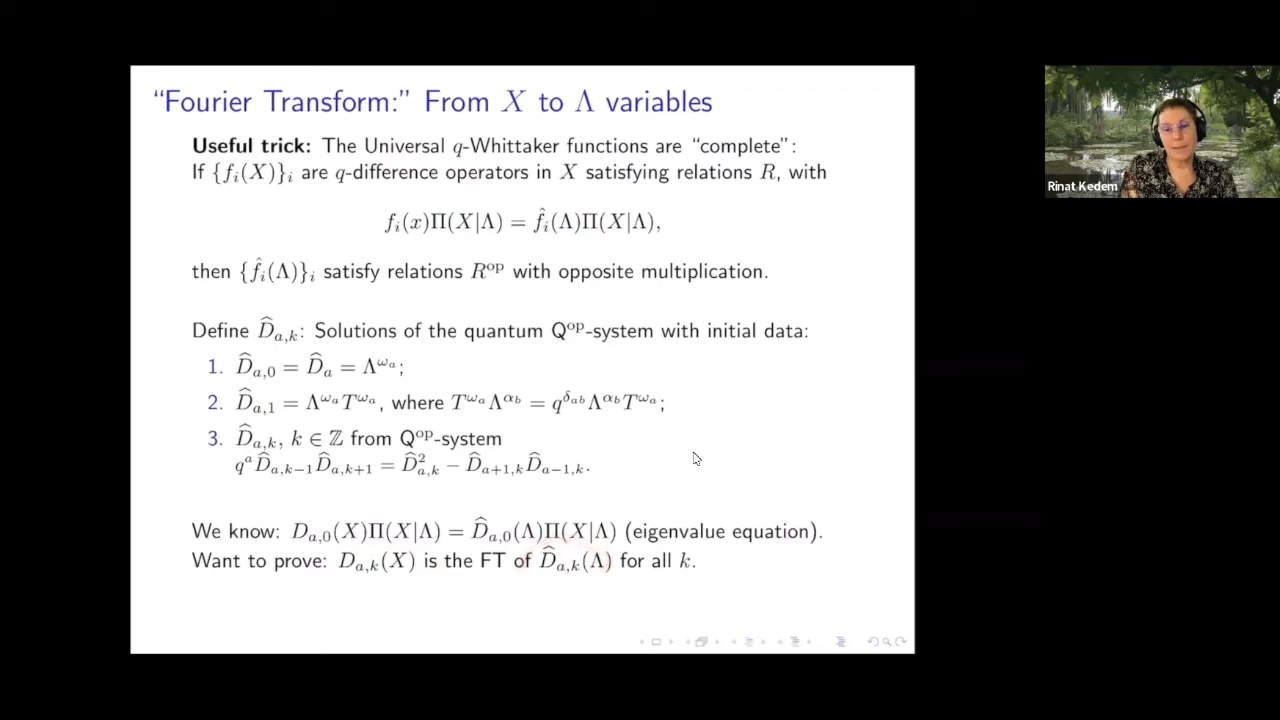 “Fourier Transform:” From X to Λ variables
Useful trick: The Universal q-Whittaker functions are “complete”:
If {f_i(X)}_i are q-difference operators in X satisfying relations R, with
f_i(x)Π(X|Λ) = f̂_i(Λ)Π(X|Λ),
then {f̂_i(Λ)}_i satisfy relations R^op with opposite multiplication.
Define D̂_{a,k}: Solutions of the quantum Q^op-system with initial data:
1. D̂_{a,0} = D̂_a = Λ^{ω_a};
2. D̂_{a,1} = Λ^{ω_a} T^{ω_a}, where T^{ω_a} Λ^{α_b} = q^{δ_{ab}} Λ^{α_b} T^{ω_a};
3. D̂_{a,k}, k ∈ ℤ from Q^op-system
q^a D̂_{a,k−1} D̂_{a,k+1} = D̂²_{a,k} − D̂_{a+1,k} D̂_{a−1,k}.
We know: D_{a,0}(X)Π(X|Λ) = D̂_{a,0}(Λ)Π(X|Λ) (eigenvalue equation).
Want to prove: D_{a,k}(X) is the FT of D̂_{a,k}(Λ) for all k.
Rinat Kedem